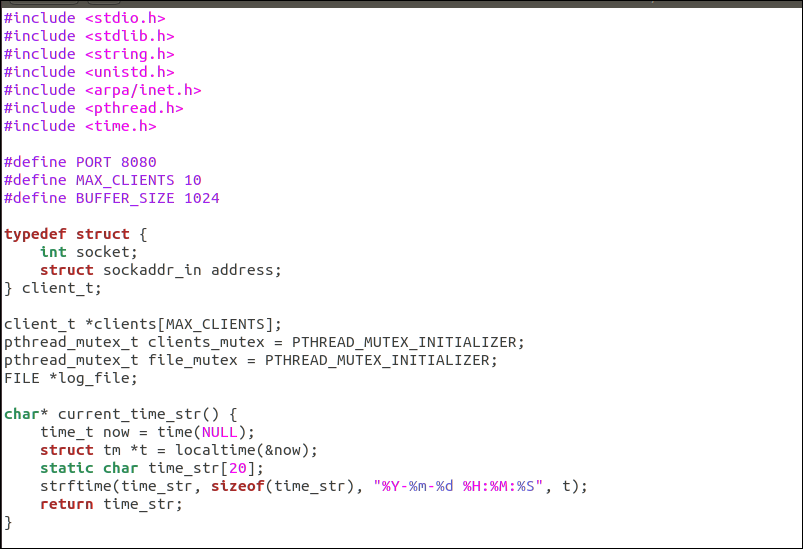 #include <stdio.h>
#include <stdlib.h>
#include <string.h>
#include <unistd.h>
#include <arpa/inet.h>
#include <pthread.h>
#include <time.h>

#define PORT 8080
#define MAX_CLIENTS 10
#define BUFFER_SIZE 1024

typedef struct {
    int socket;
    struct sockaddr_in address;
} client_t;

client_t *clients[MAX_CLIENTS];
pthread_mutex_t clients_mutex = PTHREAD_MUTEX_INITIALIZER;
pthread_mutex_t file_mutex = PTHREAD_MUTEX_INITIALIZER;
FILE *log_file;

char* current_time_str() {
    time_t now = time(NULL);
    struct tm *t = localtime(&now);
    static char time_str[20];
    strftime(time_str, sizeof(time_str), "%Y-%m-%d %H:%M:%S", t);
    return time_str;
}